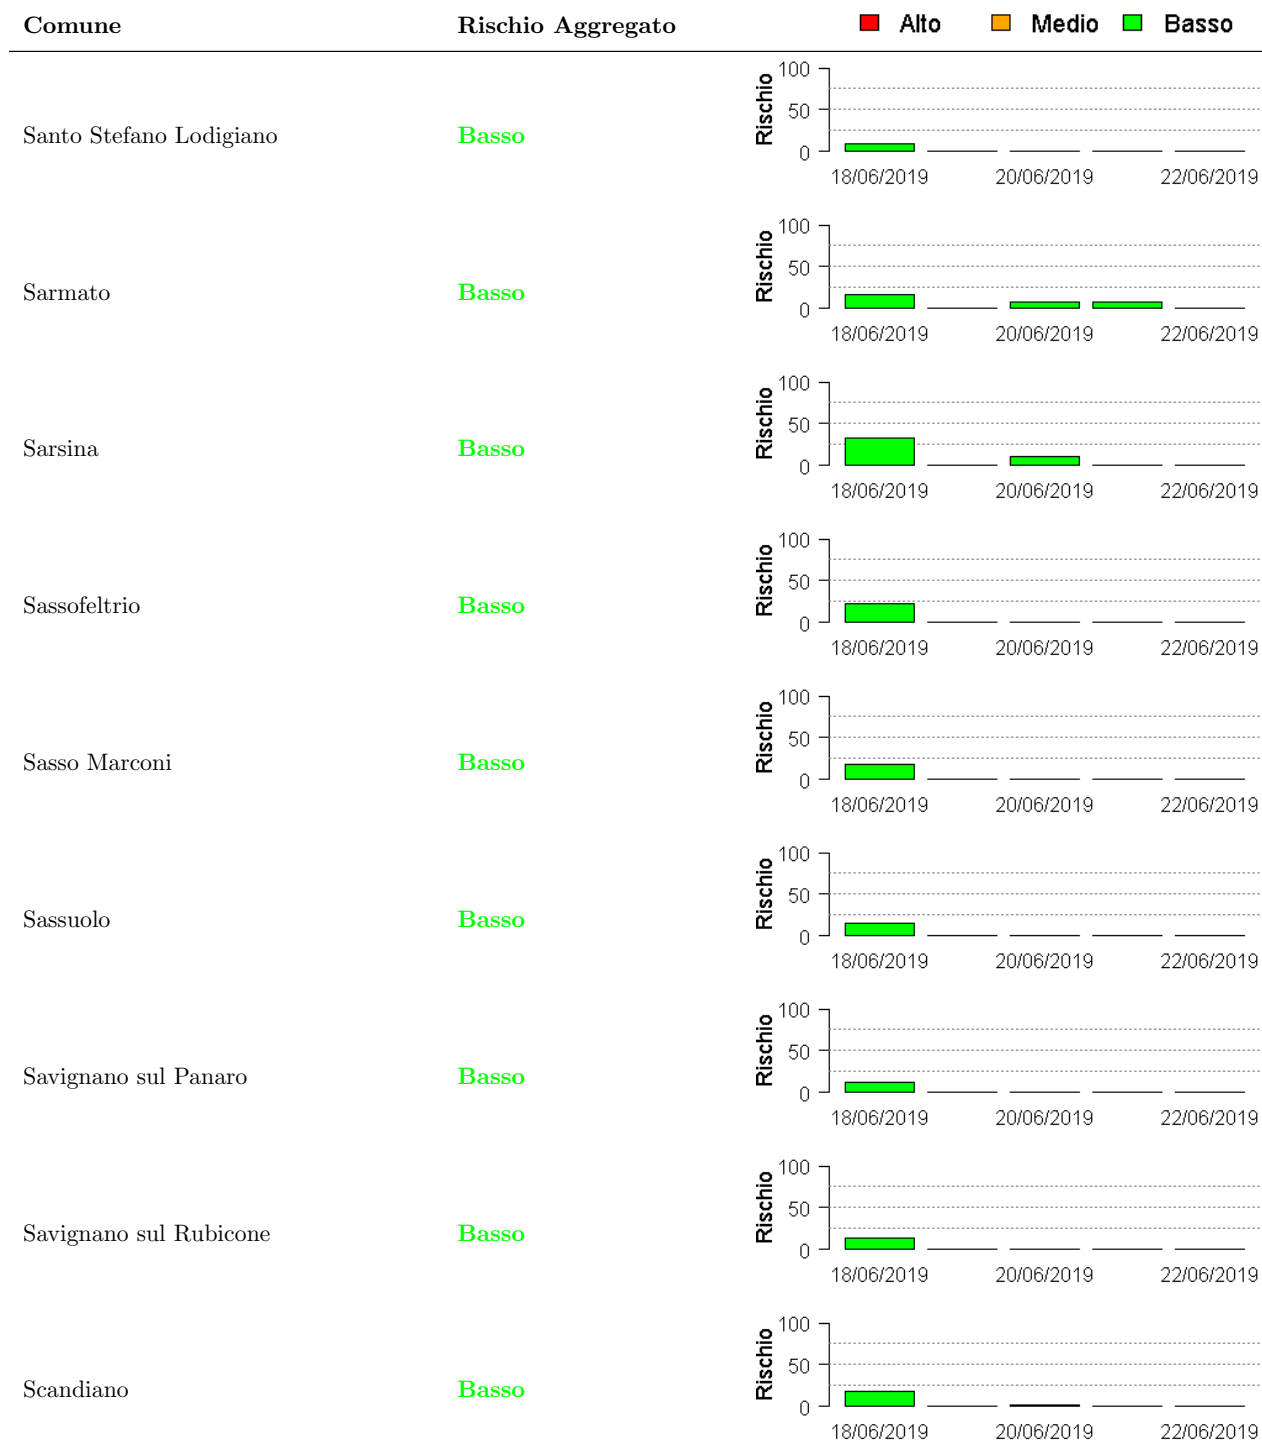 Comune Rischio Aggregato Alto Medio Basso
100
50
0
Rischio
Santo Stefano Lodigiano Basso
18/06/2019 20/06/2019 22/06/2019
100
50
0
Rischio
Sarmato Basso
18/06/2019 20/06/2019 22/06/2019
100
50
0
Rischio
Sarsina Basso
18/06/2019 20/06/2019 22/06/2019
100
50
0
Rischio
Sassofeltrio Basso
18/06/2019 20/06/2019 22/06/2019
100
50
0
Rischio
Sasso Marconi Basso
18/06/2019 20/06/2019 22/06/2019
100
50
0
Rischio
Sassuolo Basso
18/06/2019 20/06/2019 22/06/2019
100
50
0
Rischio
Savignano sul Panaro Basso
18/06/2019 20/06/2019 22/06/2019
100
50
0
Rischio
Savignano sul Rubicone Basso
18/06/2019 20/06/2019 22/06/2019
100
50
0
Rischio
Scandiano Basso
18/06/2019 20/06/2019 22/06/2019